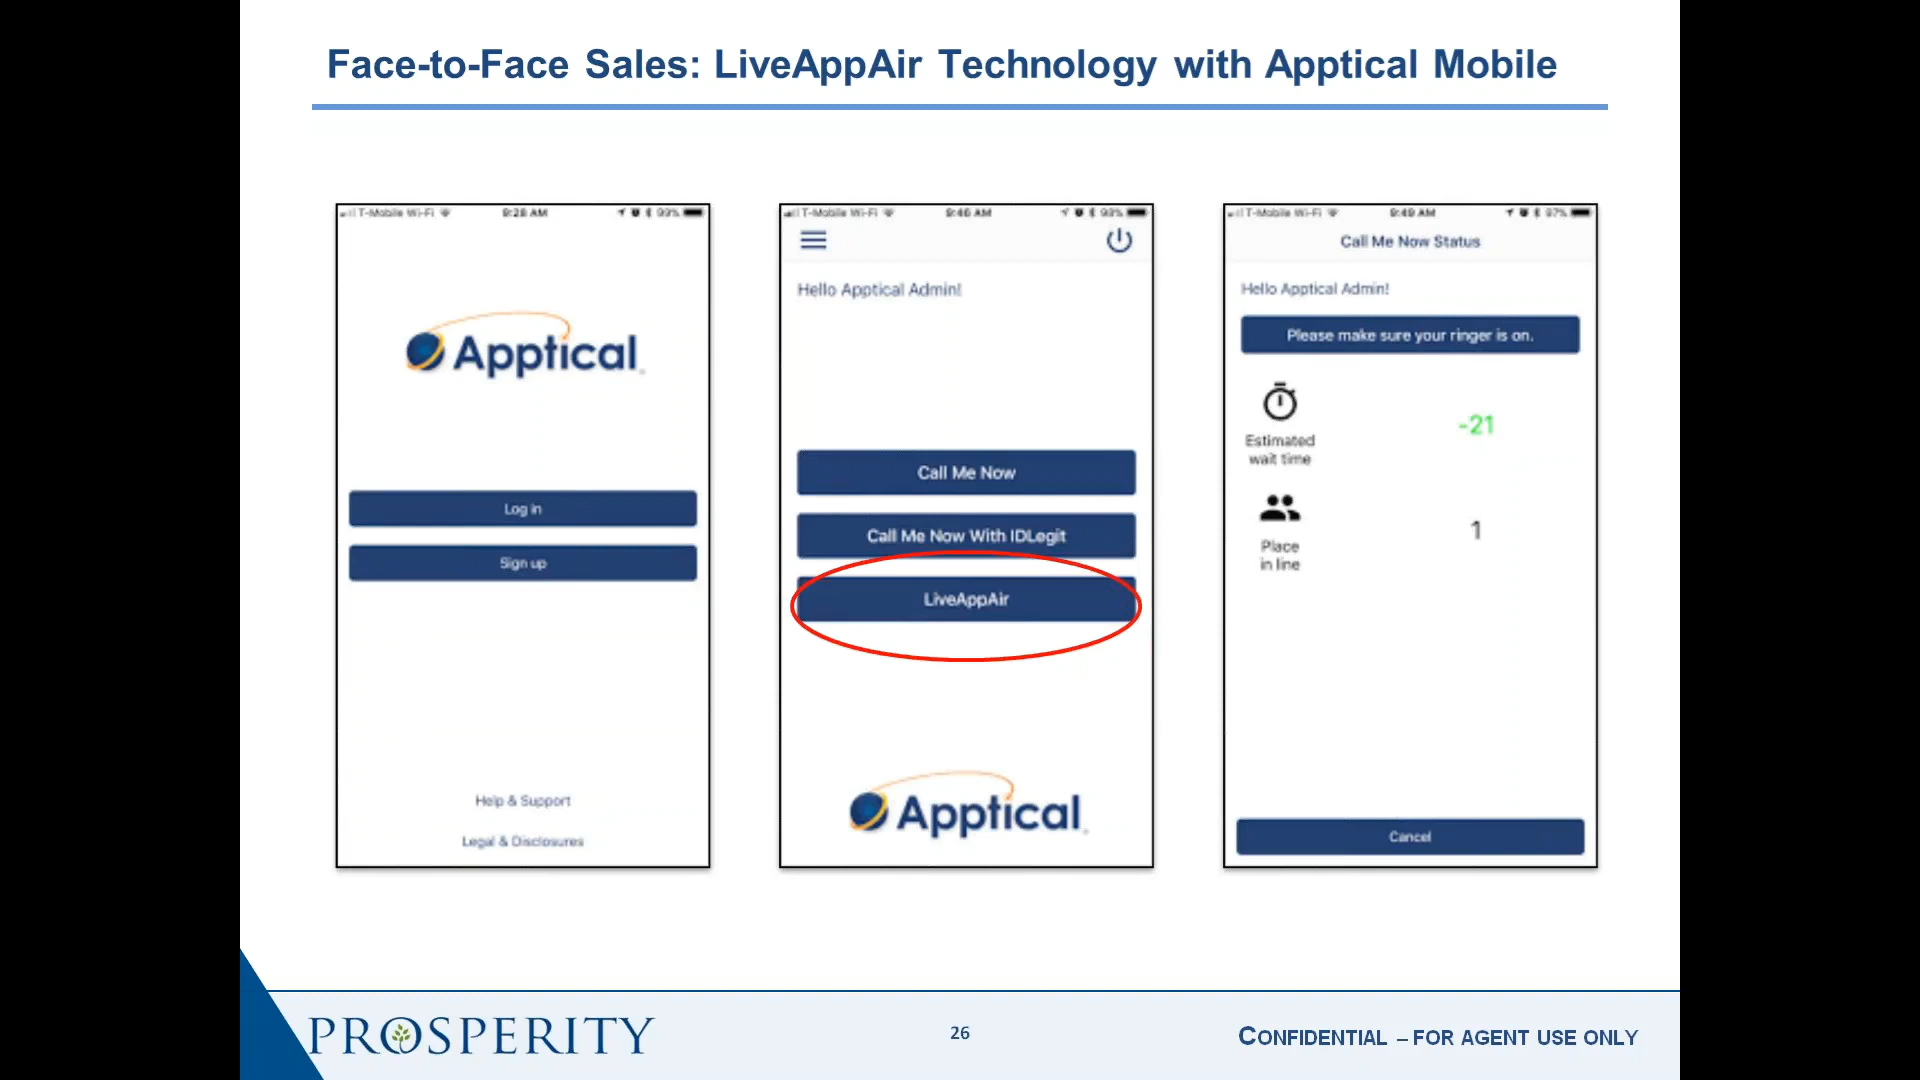 Face-to-Face Sales: LiveAppAir Technology with Apptical Mobile
T-Mobile Wi-Fi 9:28 AM 99%
Apptical
Log in
Sign up
Help & Support
Legal & Disclosures
T-Mobile Wi-Fi 9:46 AM
Hello Apptical Admin!
Call Me Now
Call Me Now With IDLegit
LiveAppAir
Apptical
T-Mobile Wi-Fi 9:49 AM 97%
Call Me Now Status
Hello Apptical Admin!
Please make sure your ringer is on.
Estimated
wait time
-21
Place
in line
1
Cancel
PROSPERITY
26
CONFIDENTIAL – FOR AGENT USE ONLY